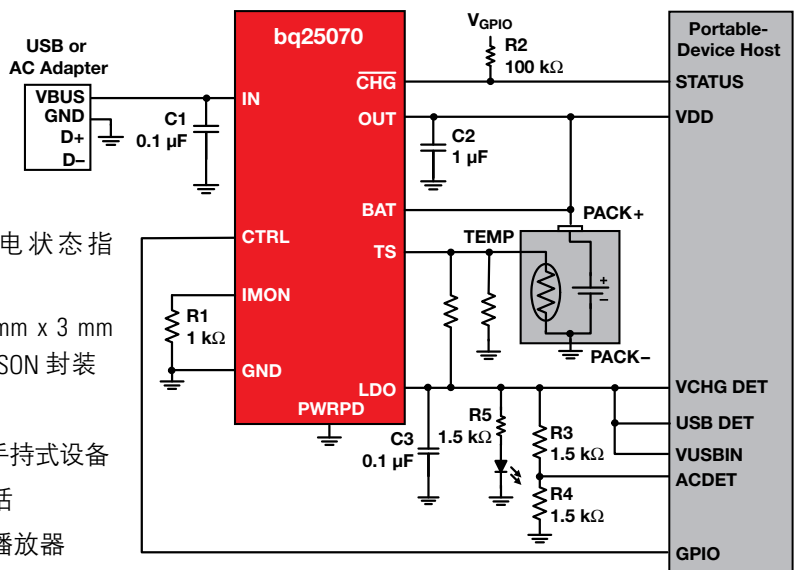 USB or
AC Adapter
VBUS
GND
D+
D–
C1
0.1 µF
bq25070
IN
CHG
OUT
BAT
CTRL
TS
IMON
GND
LDO
PWRPD
R1
1 kΩ
VGPIO
R2
100 kΩ
C2
1 µF
TEMP
PACK+
+
–
PACK–
C3
0.1 µF
R5
1.5 kΩ
R3
1.5 kΩ
R4
1.5 kΩ
Portable-
Device Host
STATUS
VDD
VCHG DET
USB DET
VUSBIN
ACDET
GPIO
电状态指
mm x 3 mm
SON 封装
手持式设备
话
播放器